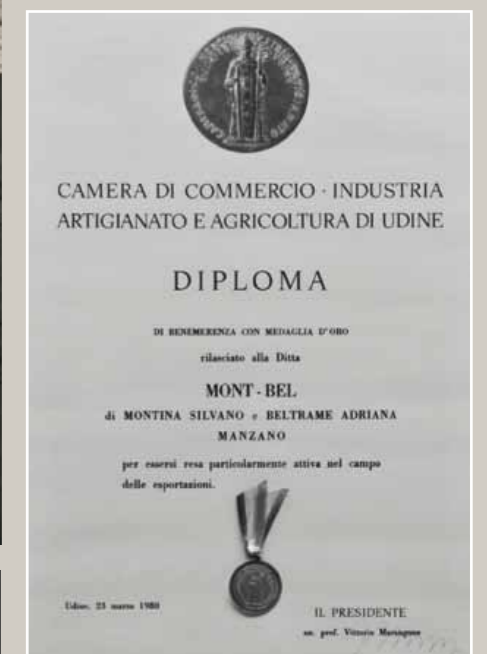 CAMERA DI COMMERCIO · INDUSTRIA
ARTIGIANATO E AGRICOLTURA DI UDINE
DIPLOMA
DI BENEMERENZA CON MEDAGLIA D'ORO
rilasciato alla Ditta
MONT-BEL
di MONTINA SILVANO e BELTRAME ADRIANA
MANZANO
per essersi resa particolarmente attiva nel campo
delle esportazioni.
Udine, 23 marzo 1980
IL PRESIDENTE
on. prof. Vittorio Marangone